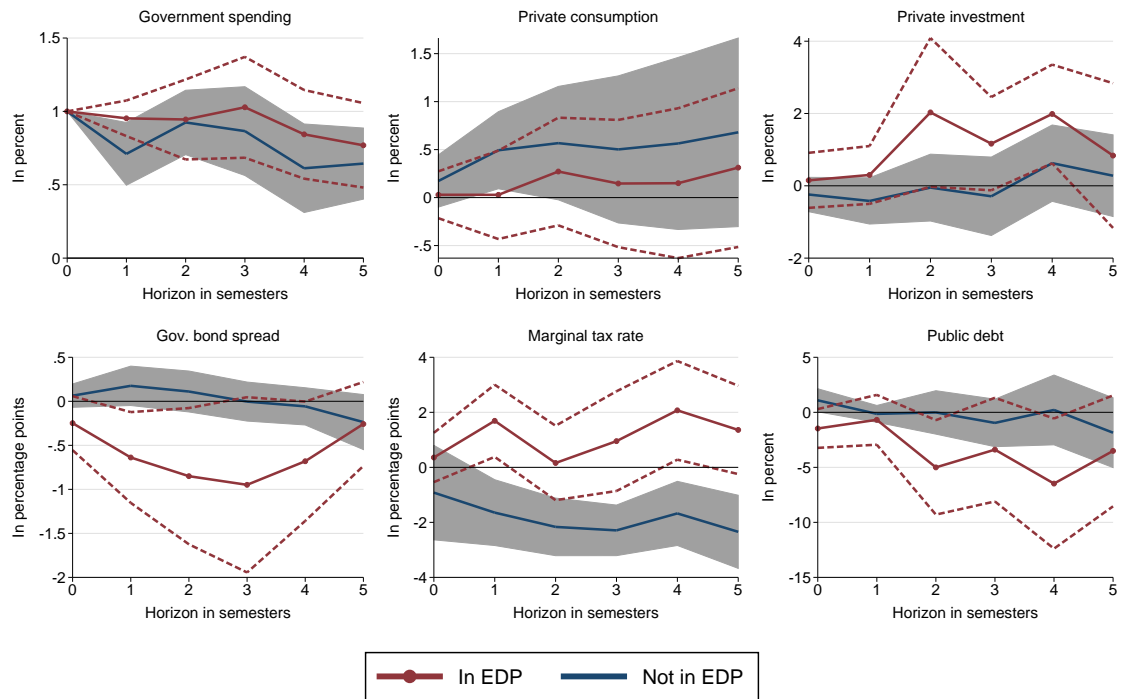 Government spending
In percent
1.5
1
.5
0
0 1 2 3 4 5
Horizon in semesters
Private consumption
In percent
1.5
1
.5
0
-.5
0 1 2 3 4 5
Horizon in semesters
Private investment
In percent
4
2
0
-2
0 1 2 3 4 5
Horizon in semesters
Gov. bond spread
In percentage points
.5
0
-.5
-1
-1.5
-2
0 1 2 3 4 5
Horizon in semesters
Marginal tax rate
In percentage points
4
2
0
-2
-4
0 1 2 3 4 5
Horizon in semesters
Public debt
In percent
5
0
-5
-10
-15
0 1 2 3 4 5
Horizon in semesters
In EDP Not in EDP